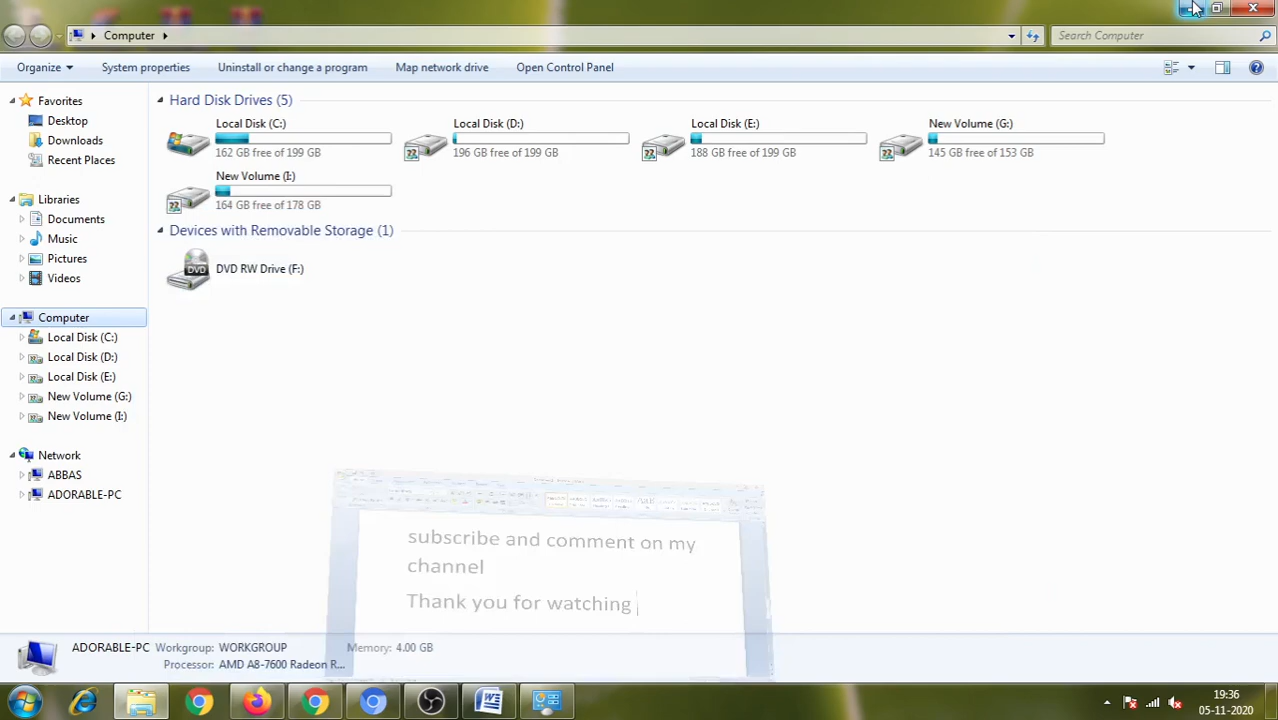 Computer
Search Computer
Organize
System properties
Uninstall or change a program
Map network drive
Open Control Panel
Favorites
Desktop
Downloads
Recent Places
Libraries
Documents
Music
Pictures
Videos
Computer
Local Disk (C:)
Local Disk (D:)
Local Disk (E:)
New Volume (G:)
New Volume (I:)
Network
ABBAS
ADORABLE-PC
Hard Disk Drives (5)
Local Disk (C:)
162 GB free of 199 GB
Local Disk (D:)
196 GB free of 199 GB
Local Disk (E:)
188 GB free of 199 GB
New Volume (G:)
145 GB free of 153 GB
New Volume (I:)
164 GB free of 178 GB
Devices with Removable Storage (1)
DVD
DVD RW Drive (F:)
subscribe and comment on my
channel
Thank you for watching
ADORABLE-PC Workgroup: WORKGROUP Memory: 4.00 GB
Processor: AMD A8-7600 Radeon R...
19:36
05-11-2020